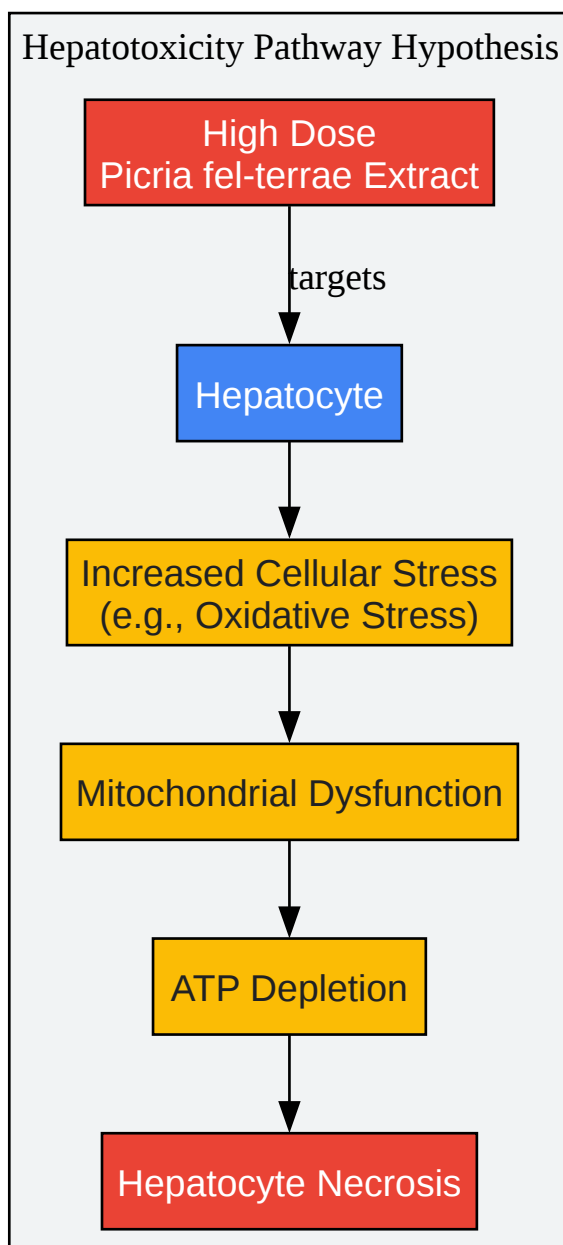 Hepatotoxicity Pathway Hypothesis
High Dose
Picria fel-terrae Extract
targets
Hepatocyte
Increased Cellular Stress
(e.g., Oxidative Stress)
Mitochondrial Dysfunction
ATP Depletion
Hepatocyte Necrosis